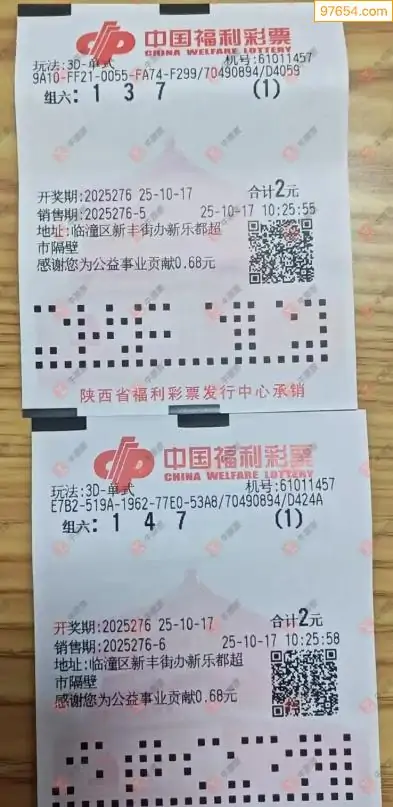 97654.com
中国福利彩票
CHINA WELFARE LOTTERY
玩法:3D-单式 机号:61011457
9A10-FF21-0055-FA74-F299/70490894/D4059
组六: 1 3 7 (1)
开奖期:2025276 25-10-17 合计2元
销售期:2025276-5 25-10-17 10:25:55
地址:临潼区新丰街办新乐都超
市隔壁
感谢您为公益事业贡献0.68元
陕西省福利彩票发行中心承销
中国福利彩票
CHINA WELFARE LOTTERY
玩法:3D-单式 机号:61011457
E7B2-519A-1962-77E0-53A8/70490894/D424A
组六: 1 4 7 (1)
开奖期:2025276 25-10-17 合计2元
销售期:2025276-6 25-10-17 10:25:58
地址:临潼区新丰街办新乐都超
市隔壁
感谢您为公益事业贡献0.68元